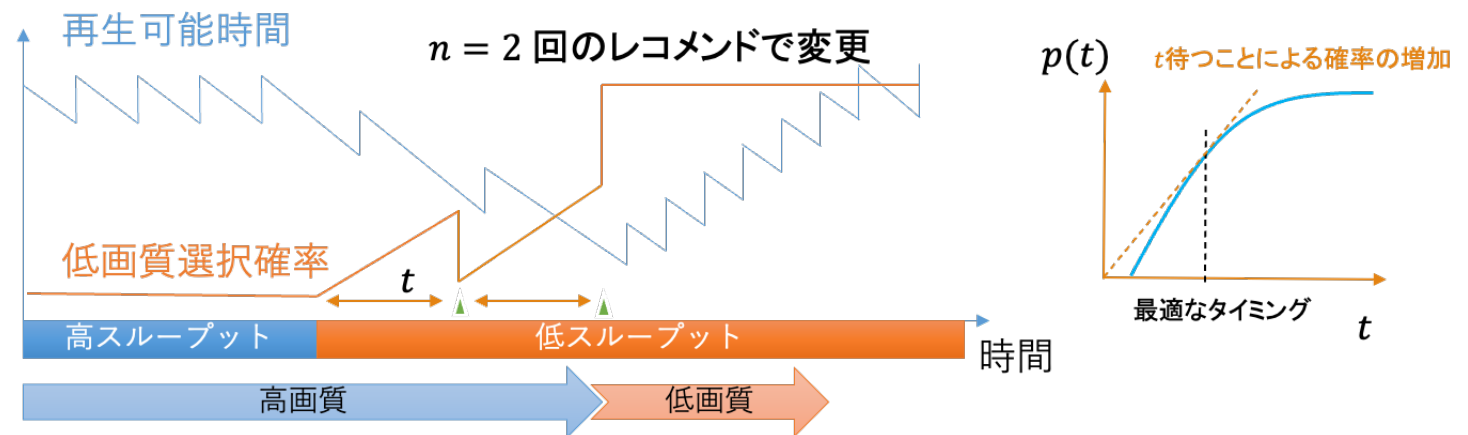 再生可能時間
n = 2 回のレコメンドで変更
低画質選択確率
t
高スループット
低スループット
時間
高画質
低画質
p(t)
t待つことによる確率の増加
最適なタイミング
t